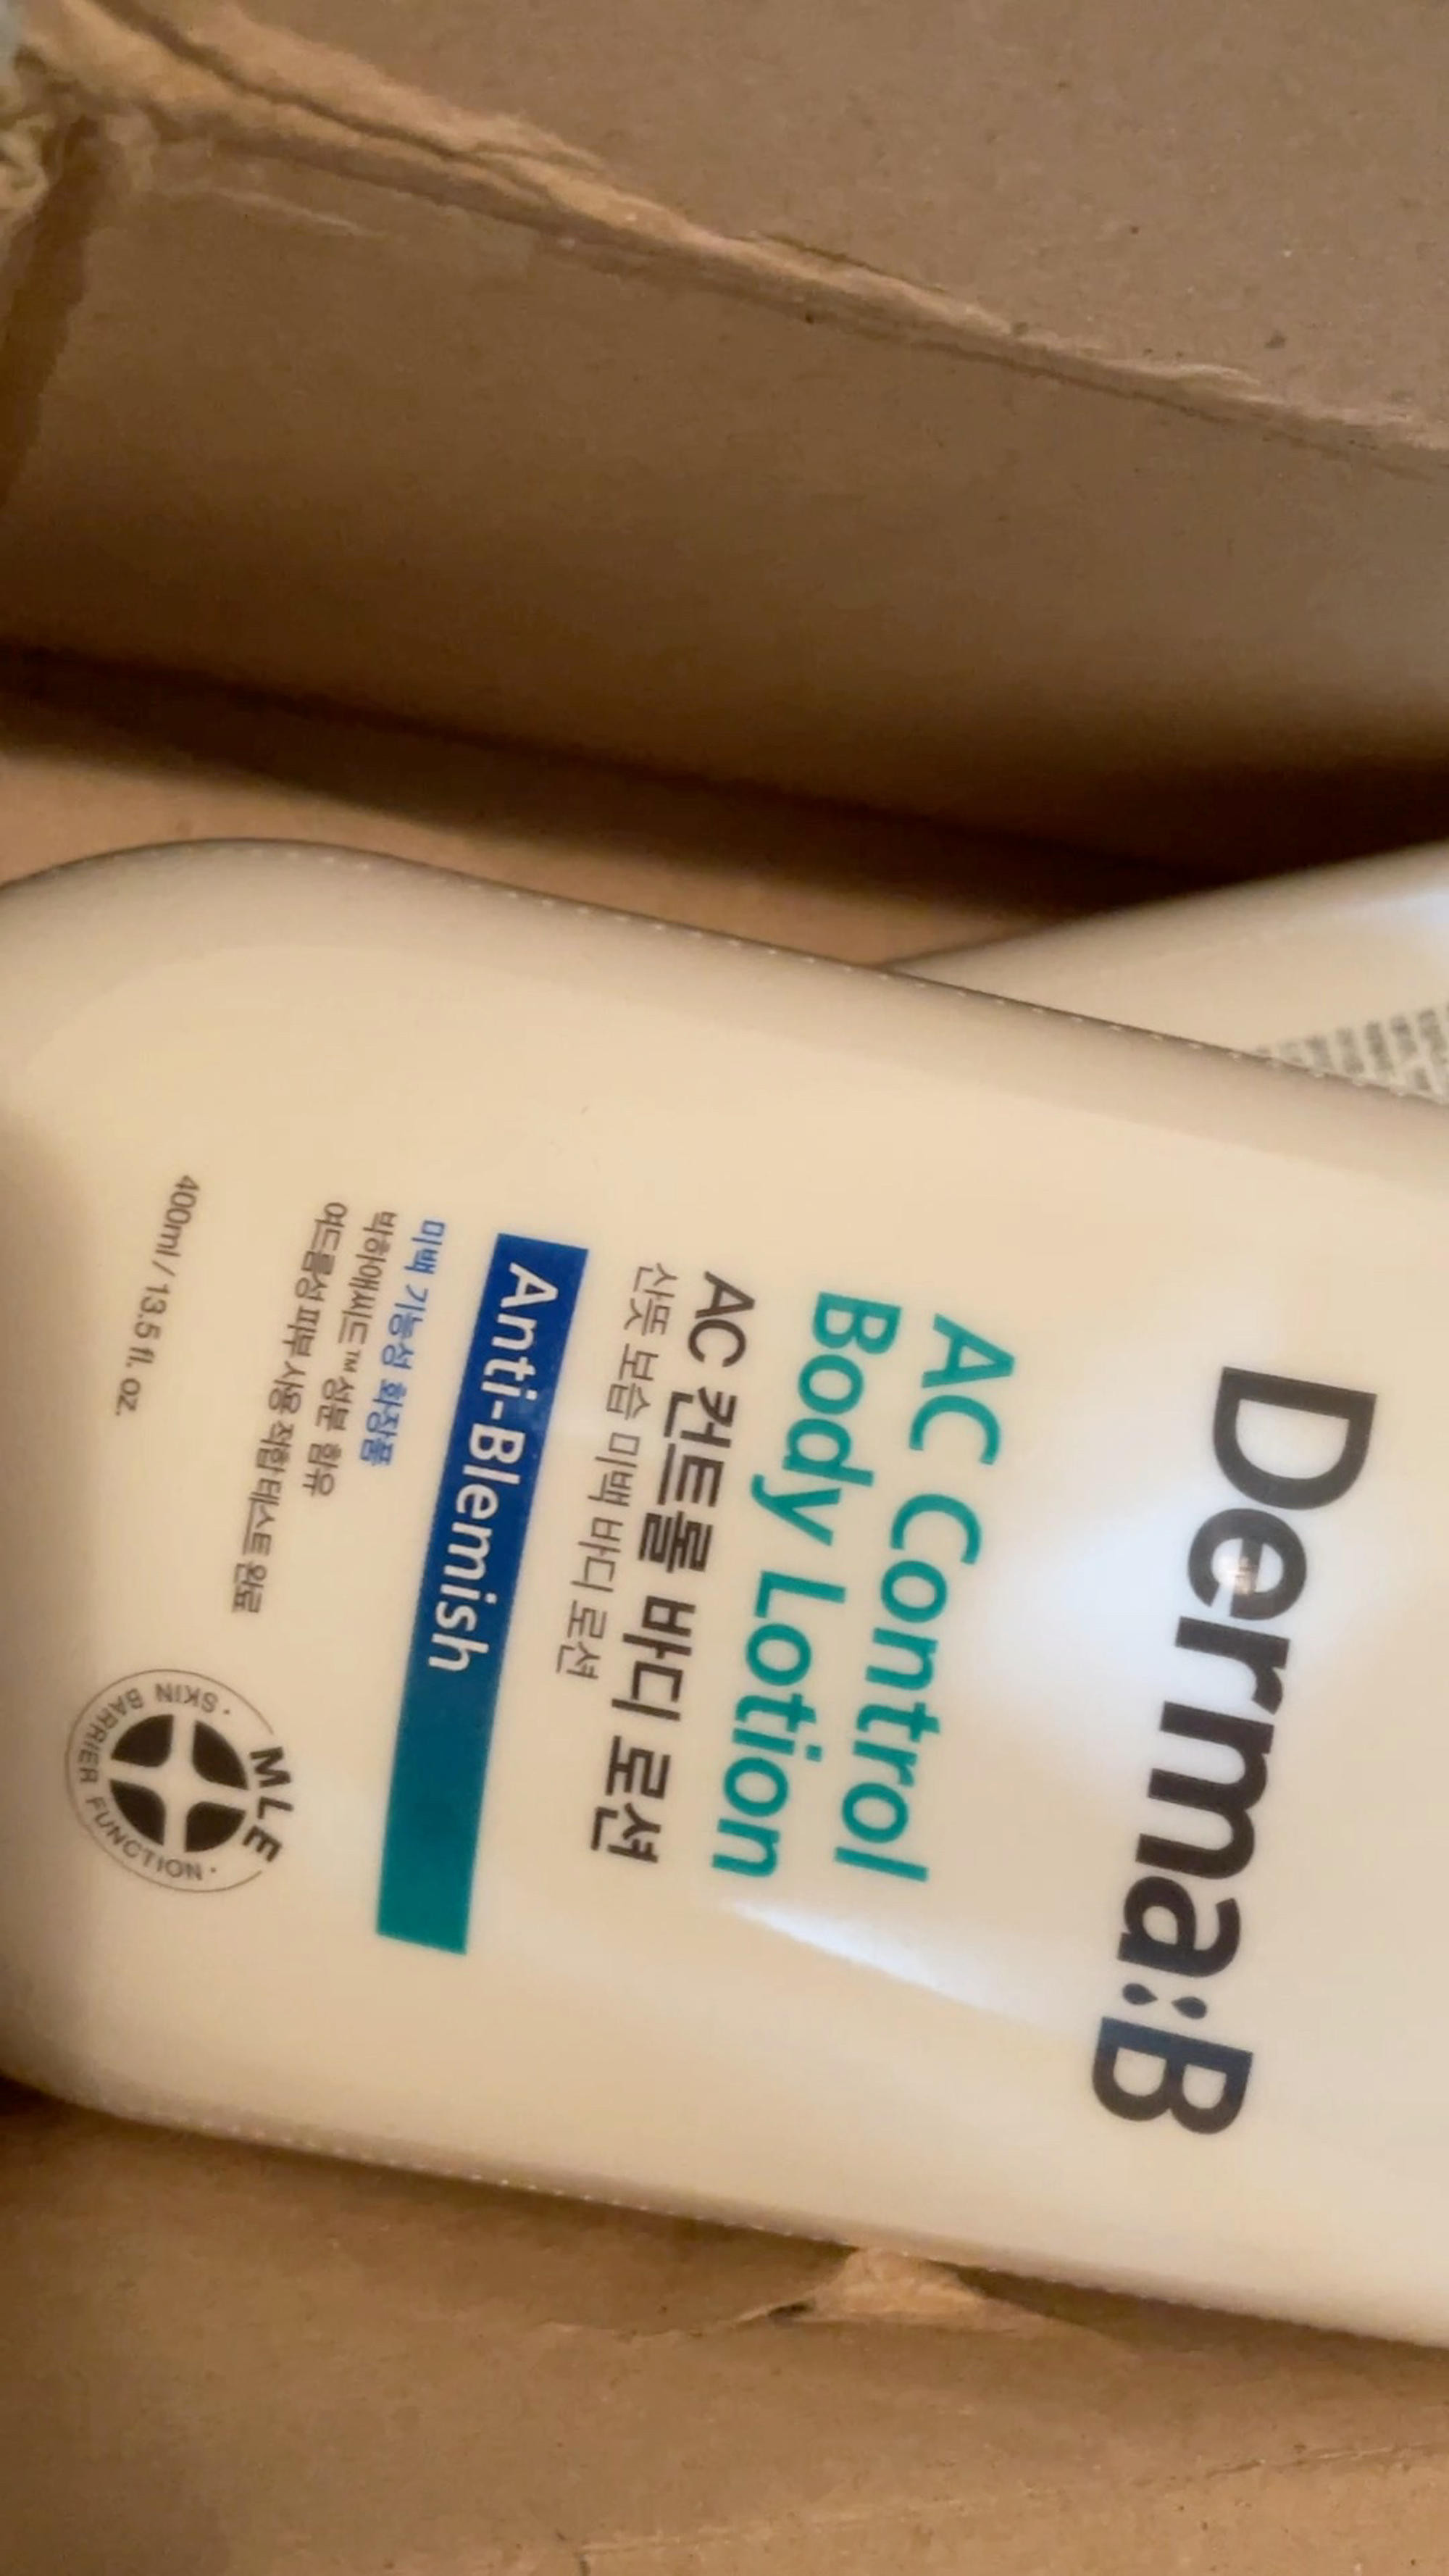 Derma:B
AC Control
Body Lotion
AC 컨트롤 바디 로션
산뜻 보습 미백 바디 로션
Anti-Blemish
미백 기능성 화장품
박하애씨드™ 성분 함유
여드름성 피부 사용 적합 테스트 완료
400ml / 13.5 fl. oz.
MLE
· SKIN BARRIER FUNCTION ·